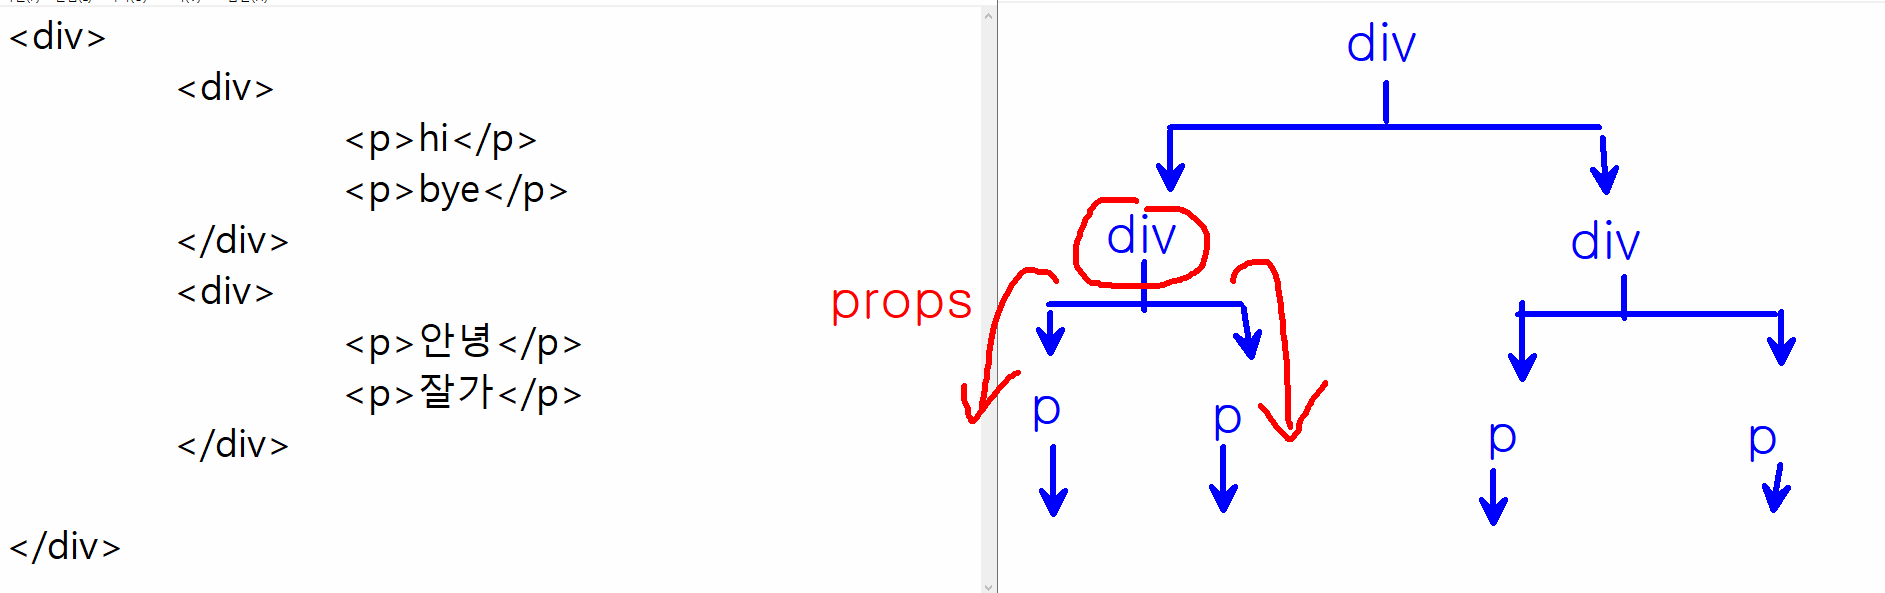 <div>
<div>
<p>hi</p>
<p>bye</p>
</div>
<div>
<p>안녕</p>
<p>잘가</p>
</div>
</div>
props
div
div
div
p
p
p
p